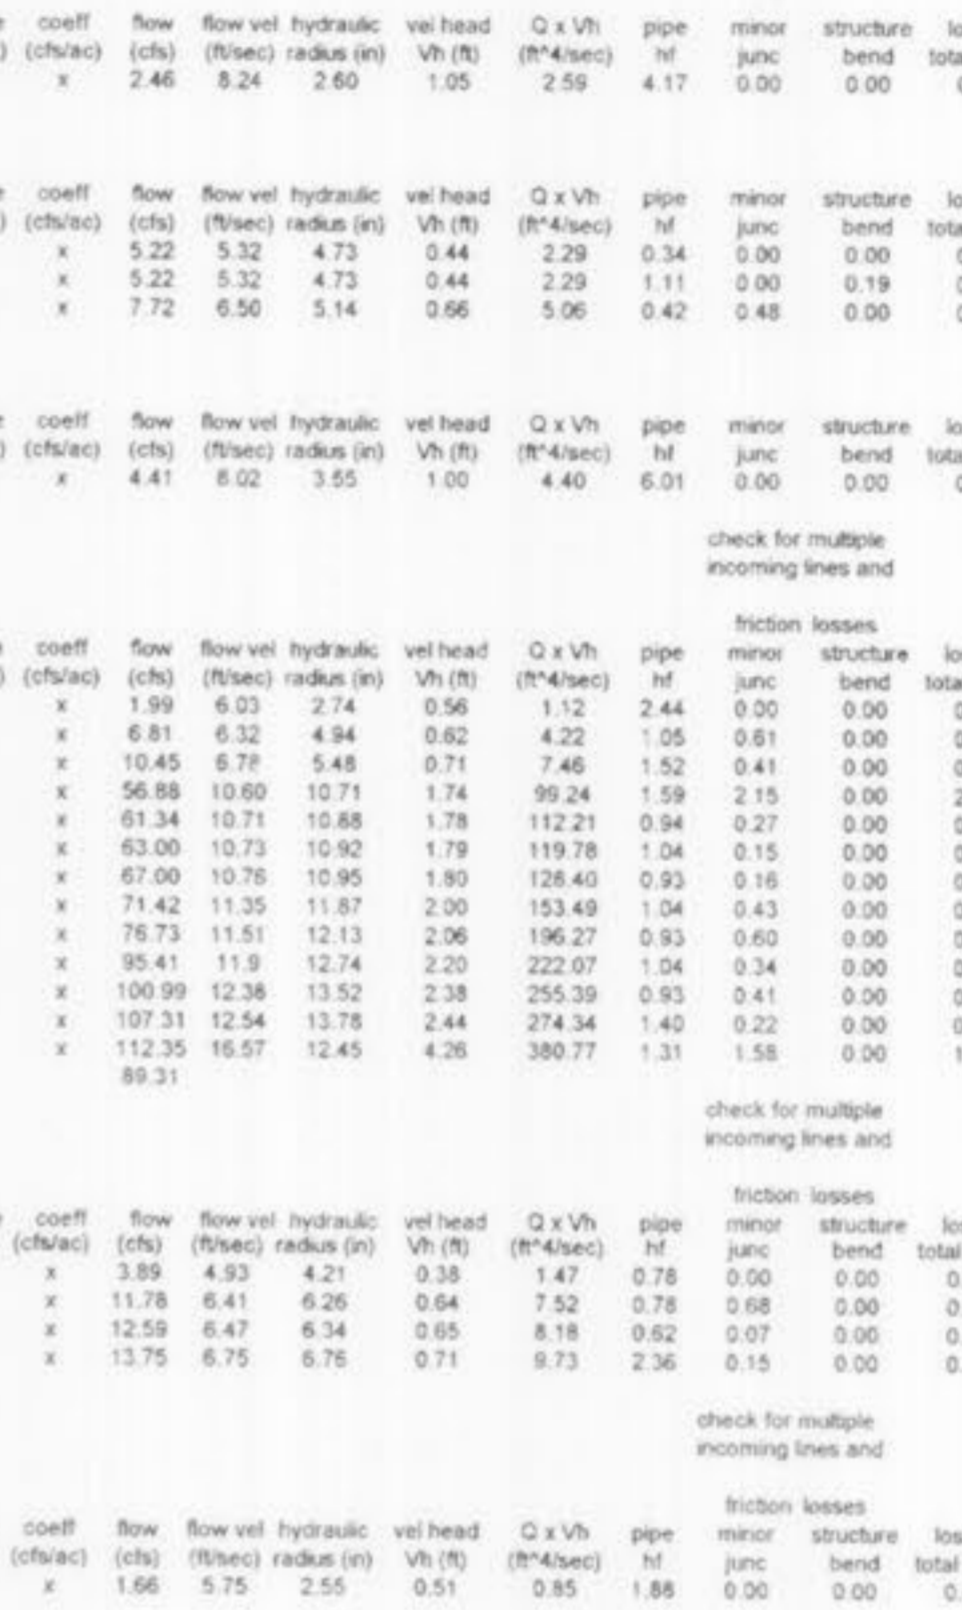 coeff flow flow vel hydraulic vel head Q x Vh pipe minor structure
(cfs/ac) (cfs) (ft/sec) radius (in) Vh (ft) (ft^4/sec) hf junc bend
x 2.46 8.24 2.60 1.05 2.59 4.17 0.00 0.00
coeff flow flow vel hydraulic vel head Q x Vh pipe minor structure
(cfs/ac) (cfs) (ft/sec) radius (in) Vh (ft) (ft^4/sec) hf junc bend
x 5.22 5.32 4.73 0.44 2.29 0.34 0.00 0.00
x 5.22 5.32 4.73 0.44 2.29 1.11 0.00 0.19
x 7.72 6.50 5.14 0.66 5.06 0.42 0.48 0.00
coeff flow flow vel hydraulic vel head Q x Vh pipe minor structure
(cfs/ac) (cfs) (ft/sec) radius (in) Vh (ft) (ft^4/sec) hf junc bend
x 4.41 8.02 3.55 1.00 4.40 6.01 0.00 0.00
check for multiple
incoming lines and
friction losses
coeff flow flow vel hydraulic vel head Q x Vh pipe minor structure
(cfs/ac) (cfs) (ft/sec) radius (in) Vh (ft) (ft^4/sec) hf junc bend
x 1.99 6.03 2.74 0.56 1.12 2.44 0.00 0.00
x 6.81 6.32 4.94 0.62 4.22 1.05 0.61 0.00
x 10.45 6.78 5.48 0.71 7.46 1.52 0.41 0.00
x 56.88 10.60 10.71 1.74 99.24 1.59 2.15 0.00
x 61.34 10.71 10.88 1.78 112.21 0.94 0.27 0.00
x 63.00 10.73 10.92 1.79 119.78 1.04 0.15 0.00
x 67.00 10.76 10.95 1.80 126.40 0.93 0.16 0.00
x 71.42 11.35 11.87 2.00 153.49 1.04 0.43 0.00
x 76.73 11.51 12.13 2.06 196.27 0.93 0.60 0.00
x 95.41 11.9 12.74 2.20 222.07 1.04 0.34 0.00
x 100.99 12.38 13.52 2.38 255.39 0.93 0.41 0.00
x 107.31 12.54 13.78 2.44 274.34 1.40 0.22 0.00
x 112.35 16.57 12.45 4.26 380.77 1.31 1.58 0.00
89.31
check for multiple
incoming lines and
friction losses
coeff flow flow vel hydraulic vel head Q x Vh pipe minor structure
(cfs/ac) (cfs) (ft/sec) radius (in) Vh (ft) (ft^4/sec) hf junc bend total
x 3.89 4.93 4.21 0.38 1.47 0.78 0.00 0.00
x 11.78 6.41 6.26 0.64 7.52 0.78 0.68 0.00
x 12.59 6.47 6.34 0.65 8.18 0.62 0.07 0.00
x 13.75 6.75 6.76 0.71 9.73 2.36 0.15 0.00
check for multiple
incoming lines and
friction losses
coeff flow flow vel hydraulic vel head Q x Vh pipe minor structure
(cfs/ac) (cfs) (ft/sec) radius (in) Vh (ft) (ft^4/sec) hf junc bend total
x 1.66 5.75 2.55 0.51 0.85 1.88 0.00 0.00